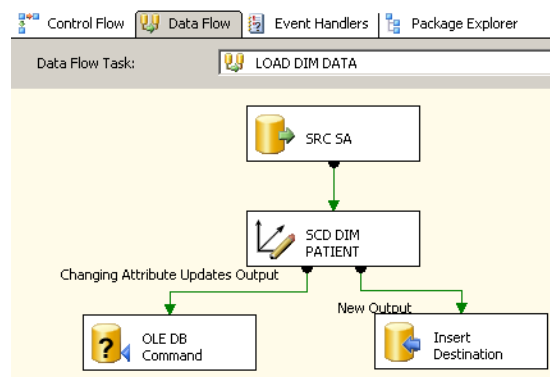 Control Flow Data Flow Event Handlers Package Explorer
Data Flow Task: LOAD DIM DATA
SRC SA
SCD DIM
PATIENT
Changing Attribute Updates Output
New Output
OLE DB
Command
Insert
Destination